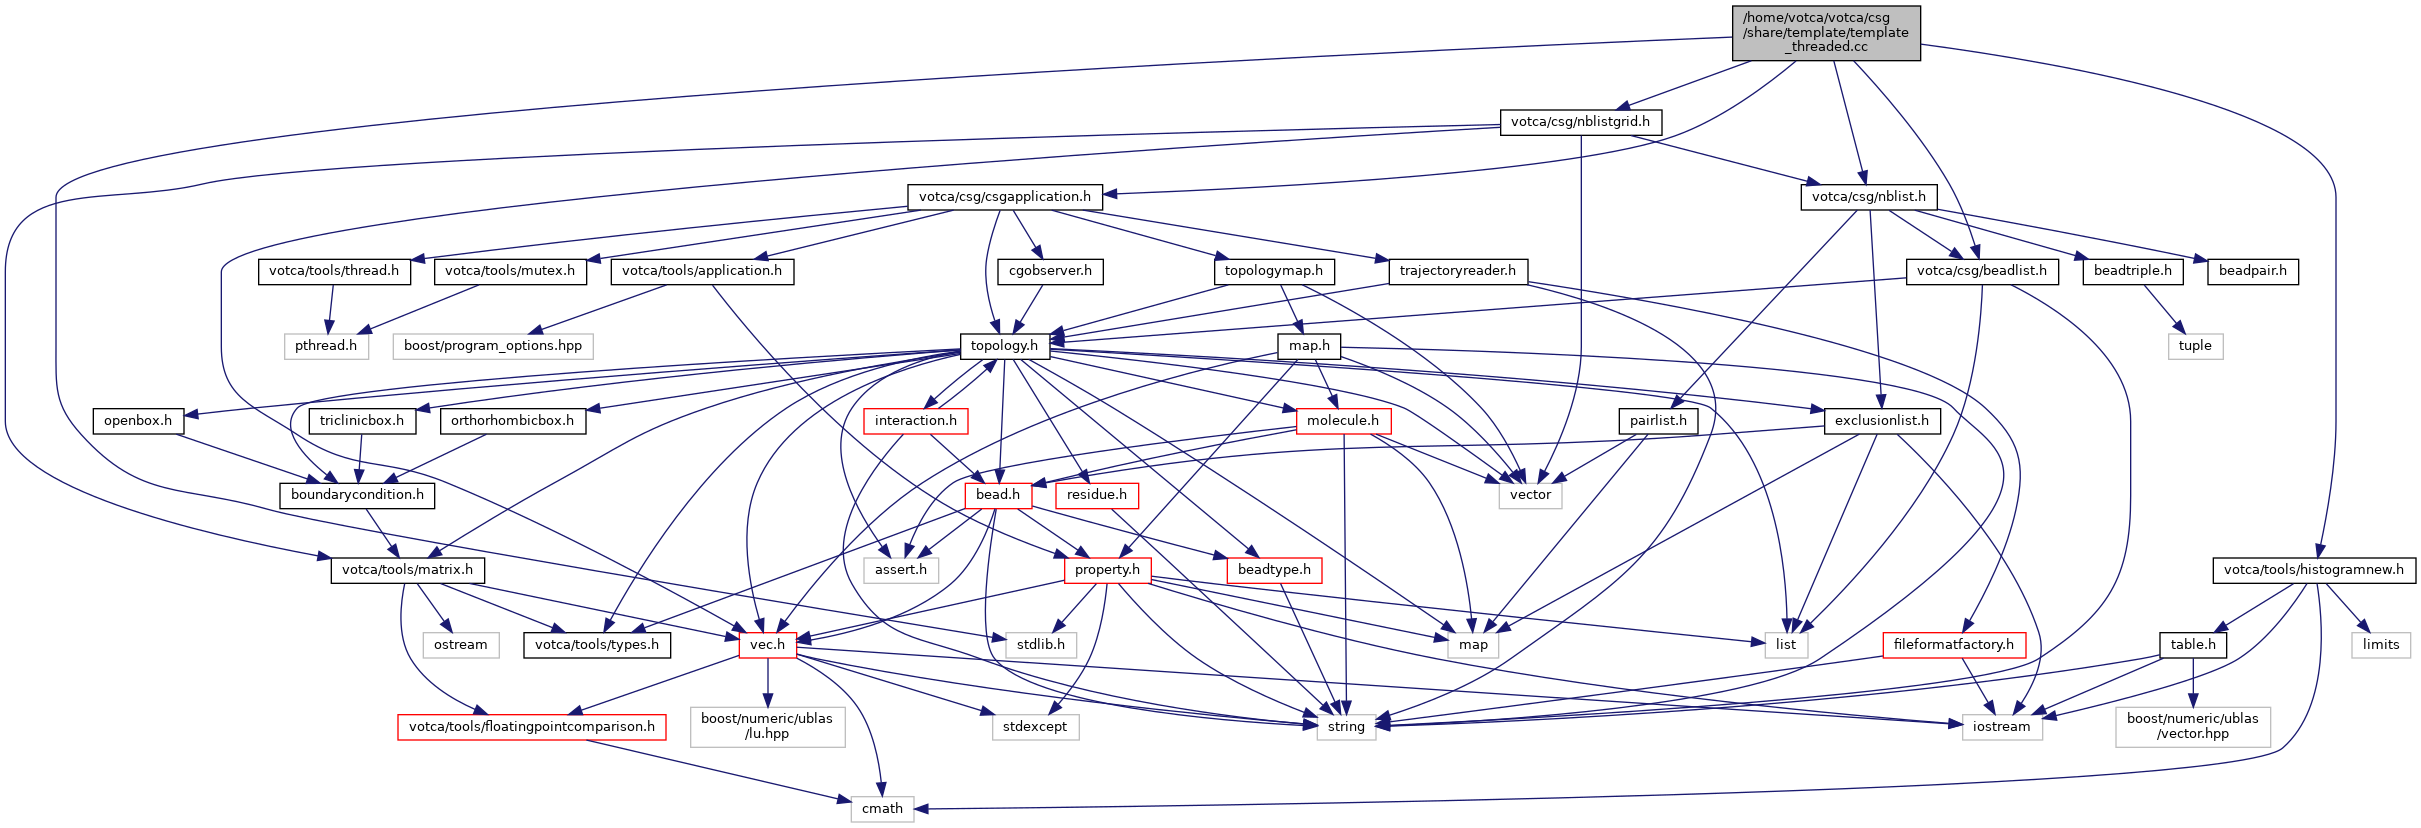 /home/votca/votca/csg
/share/template/template
_threaded.cc
votca/csg/nblistgrid.h
votca/csg/csgapplication.h
votca/csg/nblist.h
votca/tools/thread.h
votca/tools/mutex.h
votca/tools/application.h
cgobserver.h
topologymap.h
trajectoryreader.h
votca/csg/beadlist.h
beadtriple.h
beadpair.h
pthread.h
boost/program_options.hpp
topology.h
map.h
tuple
openbox.h
triclinicbox.h
orthorhombicbox.h
interaction.h
molecule.h
pairlist.h
exclusionlist.h
boundarycondition.h
bead.h
residue.h
vector
votca/tools/matrix.h
assert.h
property.h
beadtype.h
votca/tools/histogramnew.h
ostream
votca/tools/types.h
vec.h
stdlib.h
map
list
fileformatfactory.h
table.h
limits
votca/tools/floatingpointcomparison.h
boost/numeric/ublas
/lu.hpp
stdexcept
string
iostream
boost/numeric/ublas
/vector.hpp
cmath